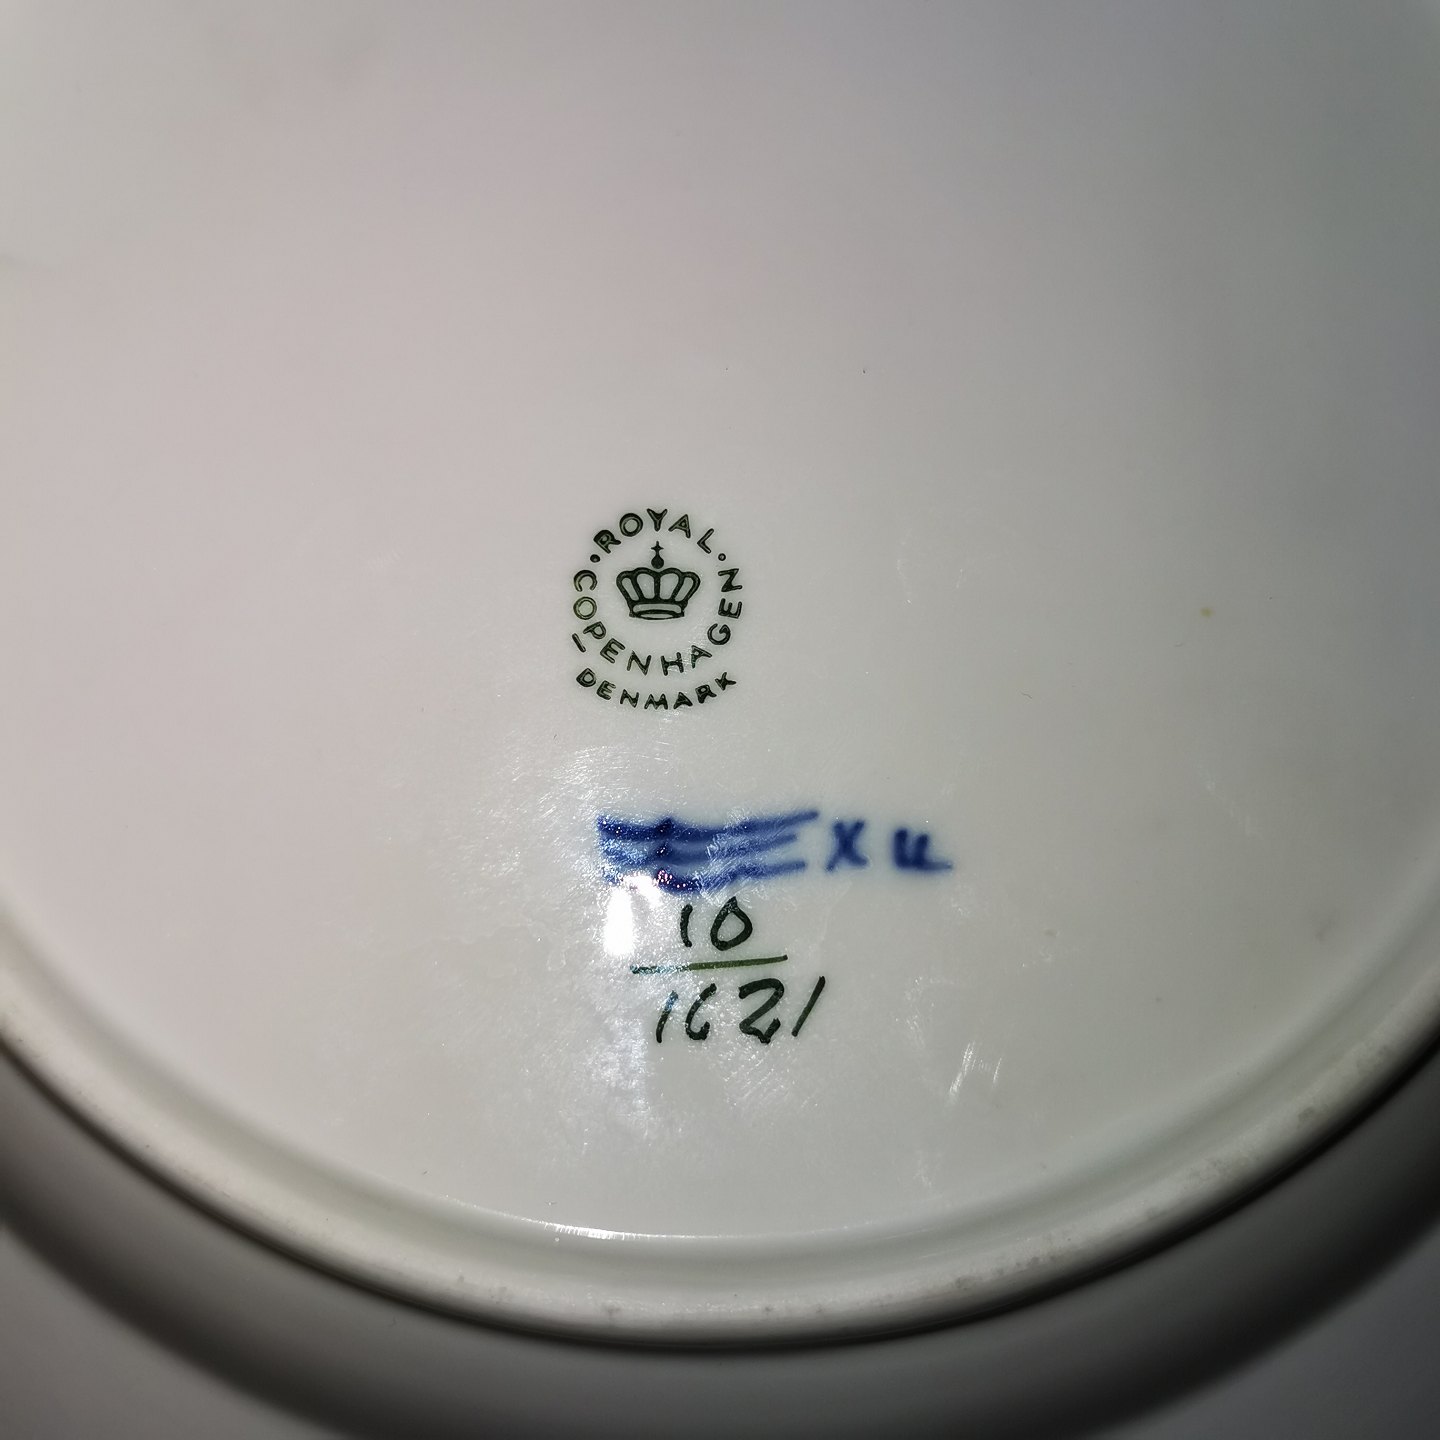 ROYAL
COPENHAGEN
DENMARK
X u
10
1621